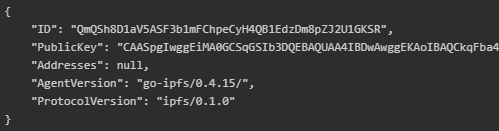 {
"ID": "QmQSh8D1aV5ASF3b1mFChpeCyH4QB1EdzDm8pZJ2U1GKSR",
"PublicKey": "CAASpgIwggEiMA0GCSqGSIb3DQEBAQUAA4IBDwAwggEKAoIBAQCkqFba4
"Addresses": null,
"AgentVersion": "go-ipfs/0.4.15/",
"ProtocolVersion": "ipfs/0.1.0"
}